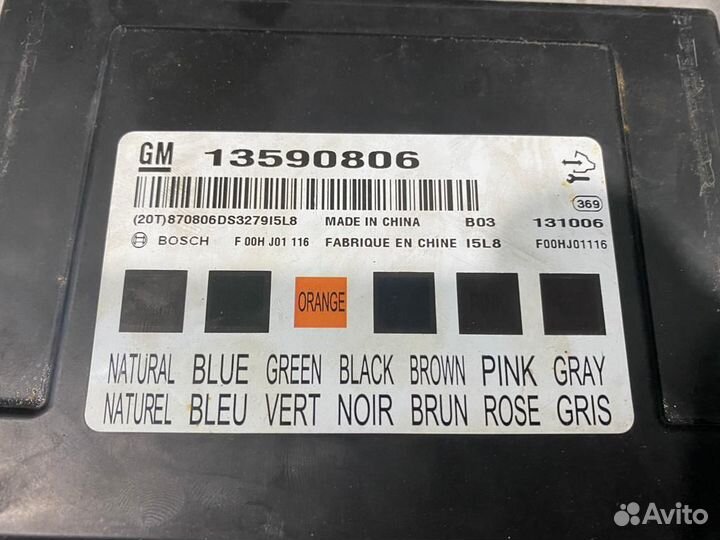 GM 13590806
369
(20T)870806DS3279I5L8 MADE IN CHINA B03 131006
BOSCH F 00H J01 116 FABRIQUE EN CHINE I5L8 F00HJ01116
ORANGE
NATURAL BLUE GREEN BLACK BROWN PINK GRAY
NATUREL BLEU VERT NOIR BRUN ROSE GRIS
Avito